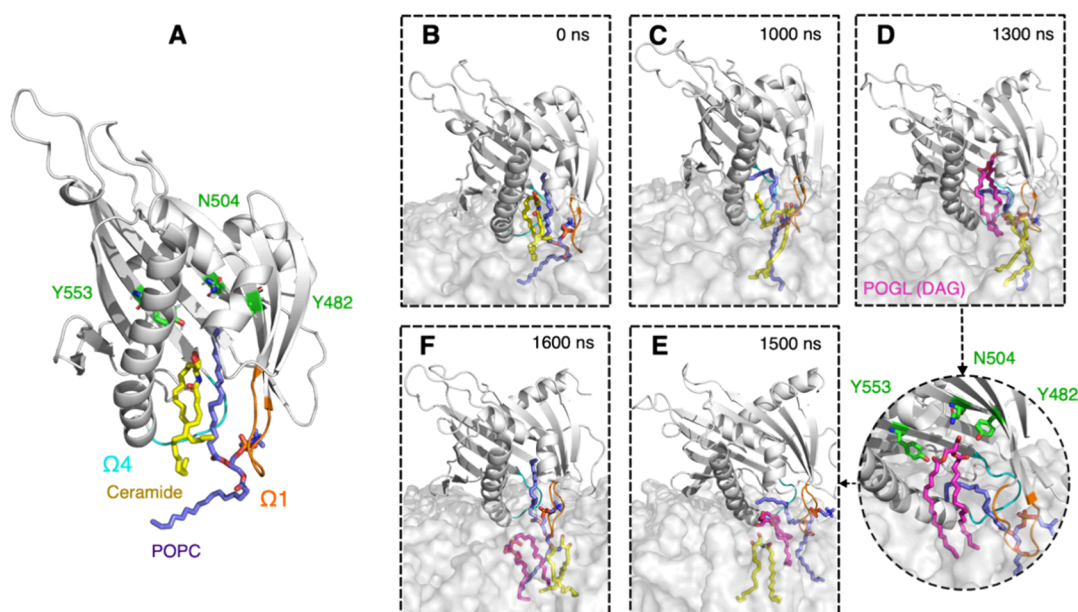 A
N504
Y553
Y482
Ω4
Ceramide
Ω1
POPC
B
0 ns
C
1000 ns
D
1300 ns
POGL (DAG)
F
1600 ns
E
1500 ns
N504
Y553
Y482